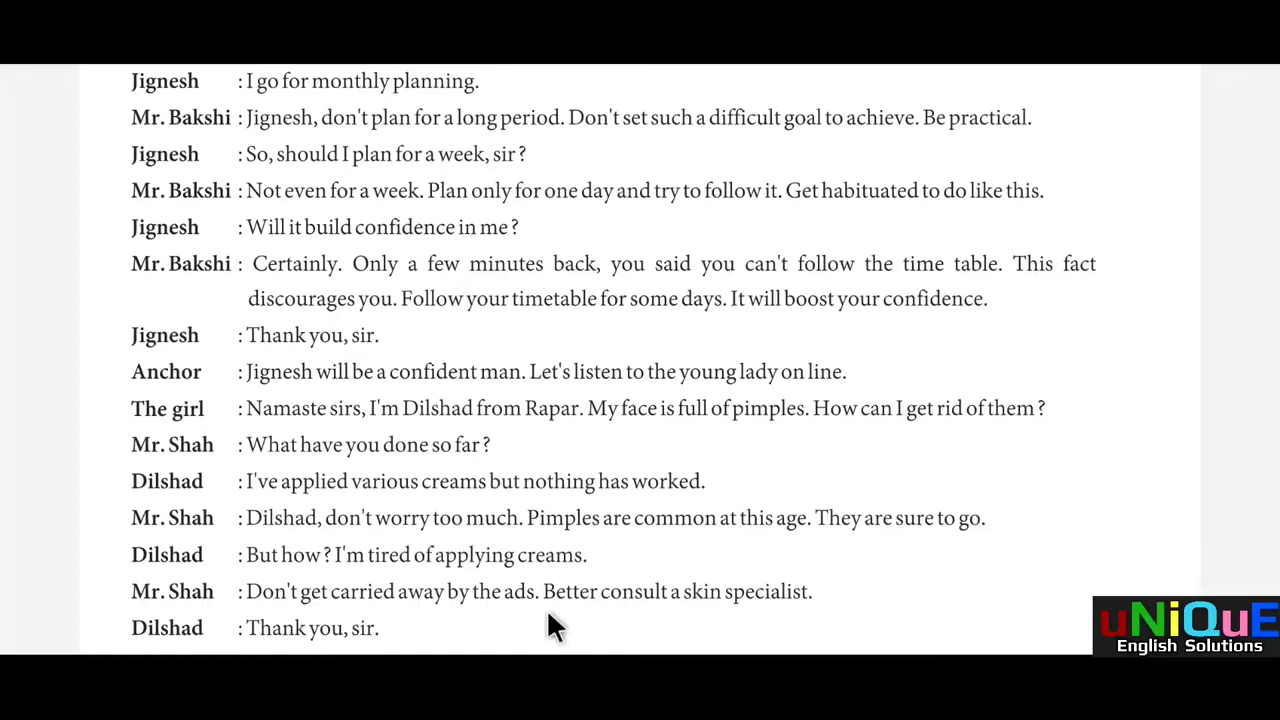 Jignesh : I go for monthly planning.
Mr. Bakshi : Jignesh, don't plan for a long period. Don't set such a difficult goal to achieve. Be practical.
Jignesh : So, should I plan for a week, sir ?
Mr. Bakshi : Not even for a week. Plan only for one day and try to follow it. Get habituated to do like this.
Jignesh : Will it build confidence in me ?
Mr. Bakshi : Certainly. Only a few minutes back, you said you can't follow the time table. This fact
discourages you. Follow your timetable for some days. It will boost your confidence.
Jignesh : Thank you, sir.
Anchor : Jignesh will be a confident man. Let's listen to the young lady on line.
The girl : Namaste sirs, I'm Dilshad from Rapar. My face is full of pimples. How can I get rid of them ?
Mr. Shah : What have you done so far ?
Dilshad : I've applied various creams but nothing has worked.
Mr. Shah : Dilshad, don't worry too much. Pimples are common at this age. They are sure to go.
Dilshad : But how ? I'm tired of applying creams.
Mr. Shah : Don't get carried away by the ads. Better consult a skin specialist.
Dilshad : Thank you, sir.
uNiQuE
English Solutions